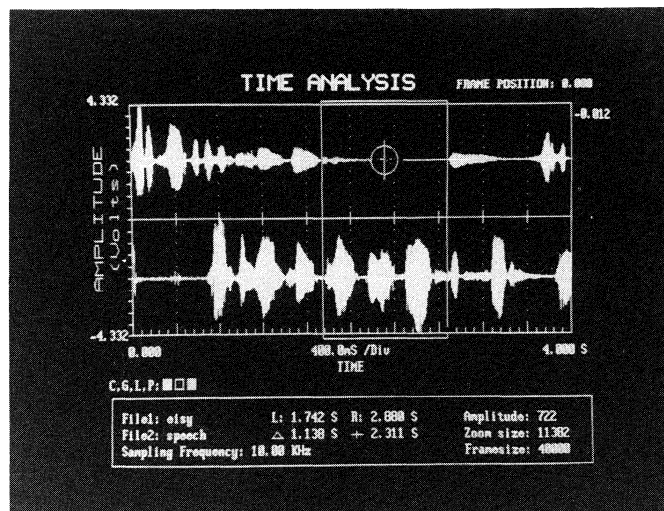 TIME ANALYSIS
FRAME POSITION: 0.000
4.332
-0.012
AMPLITUDE
(Volts)
-4.332
0.000
400.0mS /Div
4.000 S
TIME
C,G,I,P:
File1: eisy
L: 1.742 S R: 2.880 S
Amplitude: 722
File2: speech
△ 1.138 S + 2.311 S
Zoom size: 11382
Sampling Frequency: 10.00 KHz
Framesize: 40000